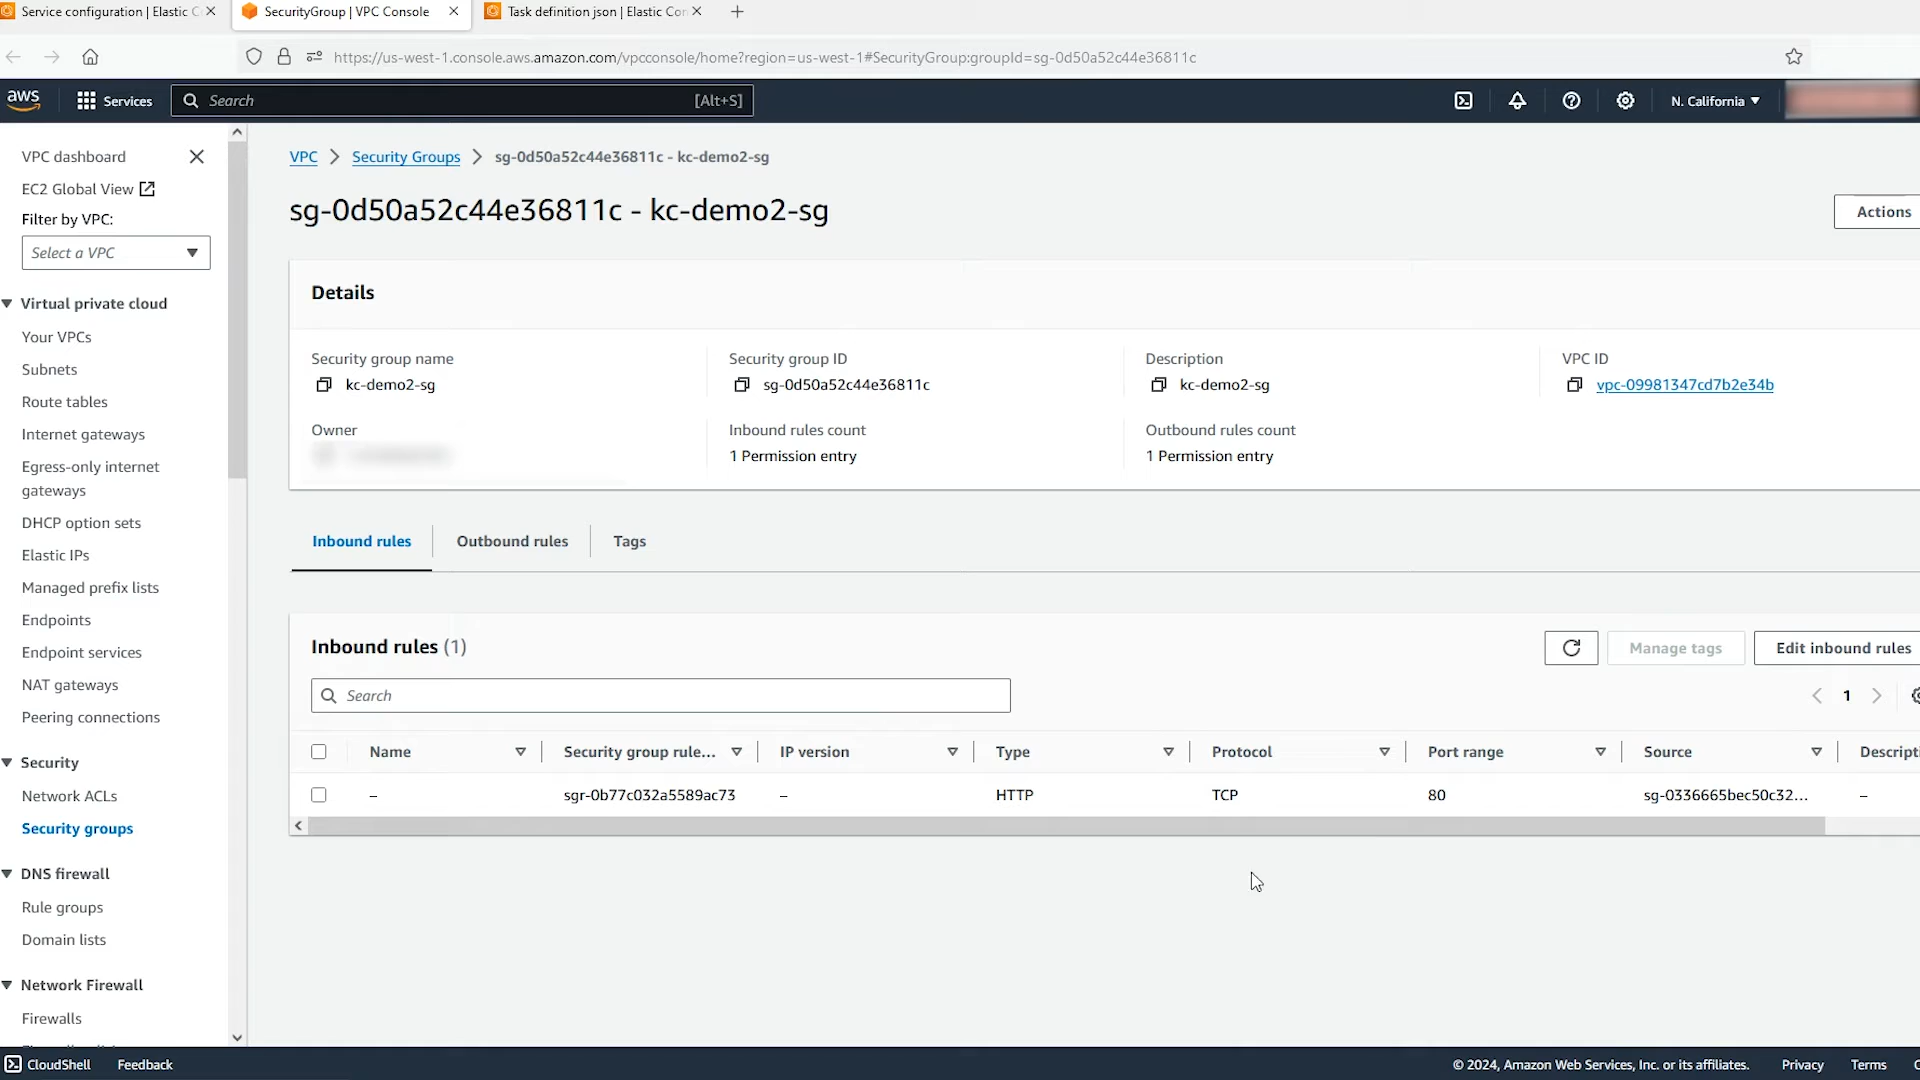 Service configuration | Elastic C
SecurityGroup | VPC Console
Task definition json | Elastic Con
https://us-west-1.console.aws.amazon.com/vpcconsole/home?region=us-west-1#SecurityGroup:groupId=sg-0d50a52c44e36811c
aws
Services
Search
[Alt+S]
N. California
VPC dashboard
EC2 Global View
Filter by VPC:
Select a VPC
Virtual private cloud
Your VPCs
Subnets
Route tables
Internet gateways
Egress-only internet
gateways
DHCP option sets
Elastic IPs
Managed prefix lists
Endpoints
Endpoint services
NAT gateways
Peering connections
Security
Network ACLs
Security groups
DNS firewall
Rule groups
Domain lists
Network Firewall
Firewalls
VPC > Security Groups > sg-0d50a52c44e36811c - kc-demo2-sg
sg-0d50a52c44e36811c - kc-demo2-sg
Actions
Details
Security group name
kc-demo2-sg
Security group ID
sg-0d50a52c44e36811c
Description
kc-demo2-sg
VPC ID
vpc-09981347cd7b2e34b
Owner
Inbound rules count
1 Permission entry
Outbound rules count
1 Permission entry
Inbound rules
Outbound rules
Tags
Inbound rules (1)
Manage tags
Edit inbound rules
Search
1
Name
Security group rule...
IP version
Type
Protocol
Port range
Source
Descripti
–
sgr-0b77c032a5589ac73
–
HTTP
TCP
80
sg-0336665bec50c32...
–
CloudShell
Feedback
© 2024, Amazon Web Services, Inc. or its affiliates.
Privacy
Terms